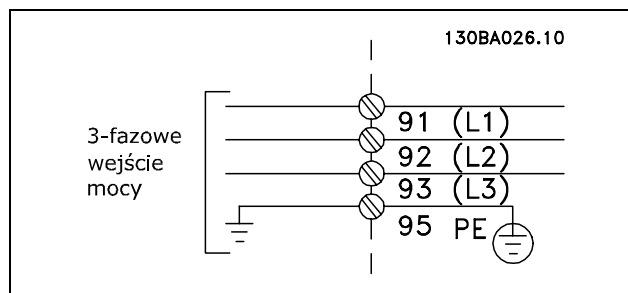 130BA026.10
3-fazowe
wejście
mocy
91 (L1)
92 (L2)
93 (L3)
95 PE